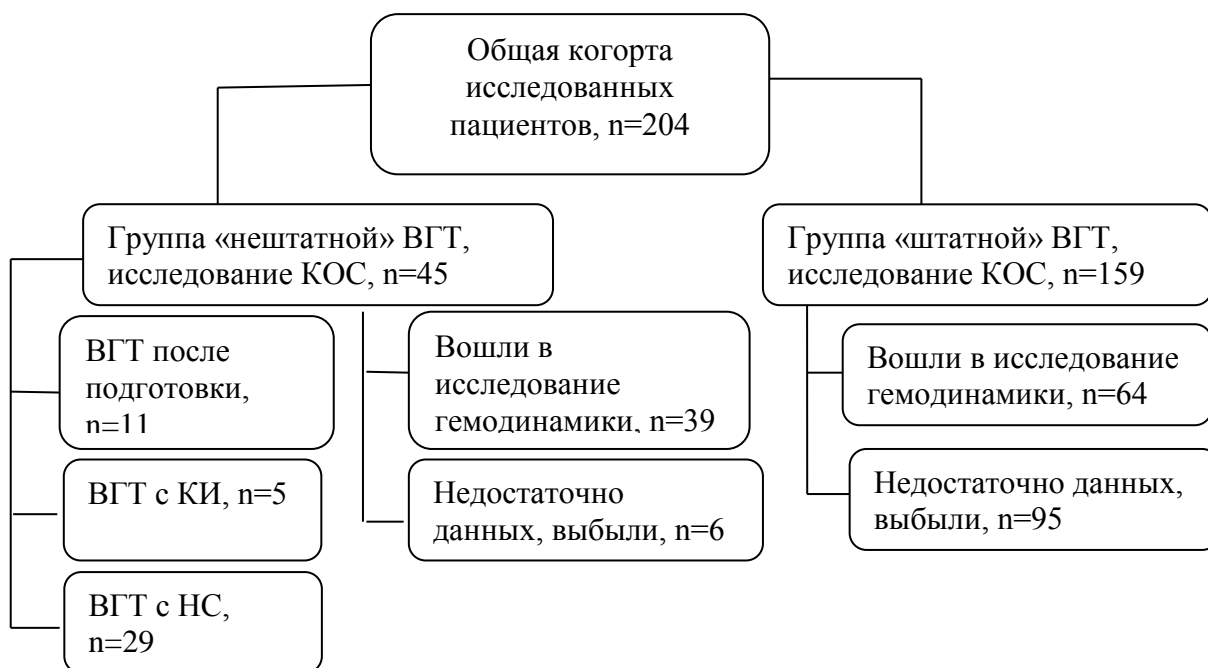 Общая когорта
исследованных
пациентов, n=204
Группа «нештатной» ВГТ,
исследование КОС, n=45
Группа «штатной» ВГТ,
исследование КОС, n=159
ВГТ после
подготовки,
n=11
Вошли в
исследование
гемодинамики, n=39
Вошли в исследование
гемодинамики, n=64
ВГТ с КИ, n=5
Недостаточно
данных, выбыли, n=6
Недостаточно данных,
выбыли, n=95
ВГТ с НС,
n=29